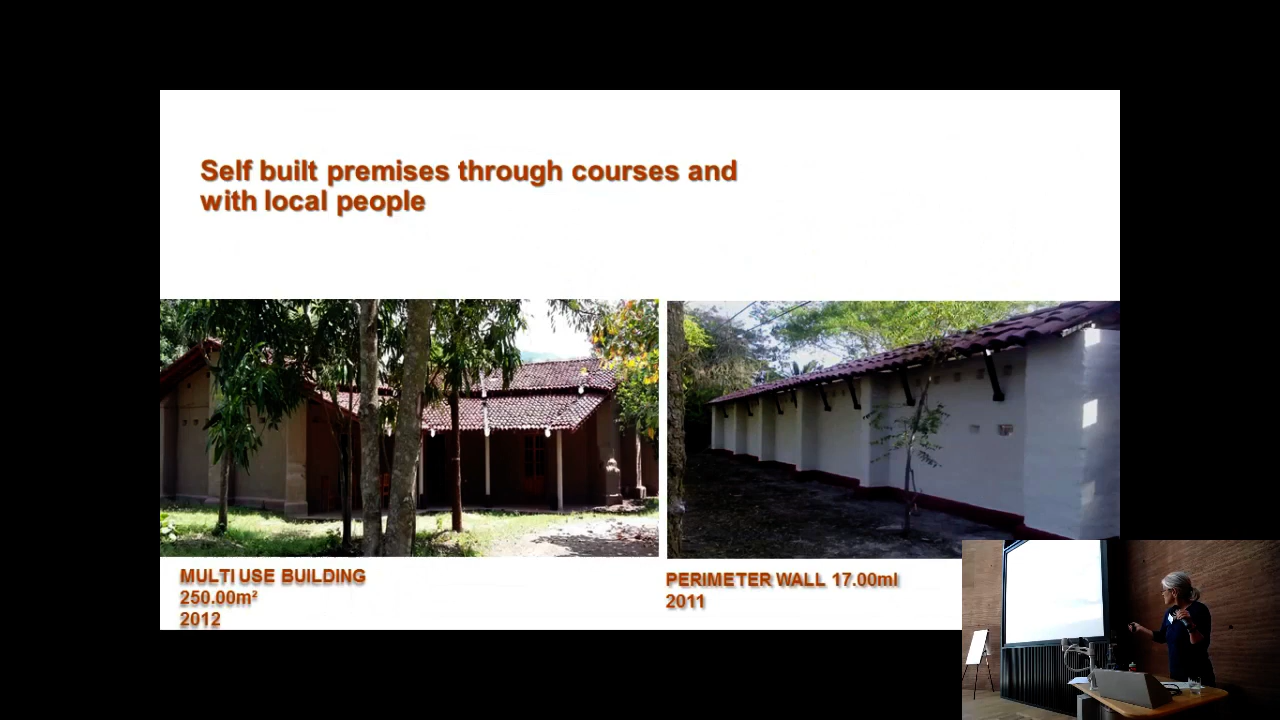 Self built premises through courses and
with local people
MULTI USE BUILDING
250.00m²
2012
PERIMETER WALL 17.00ml
2011